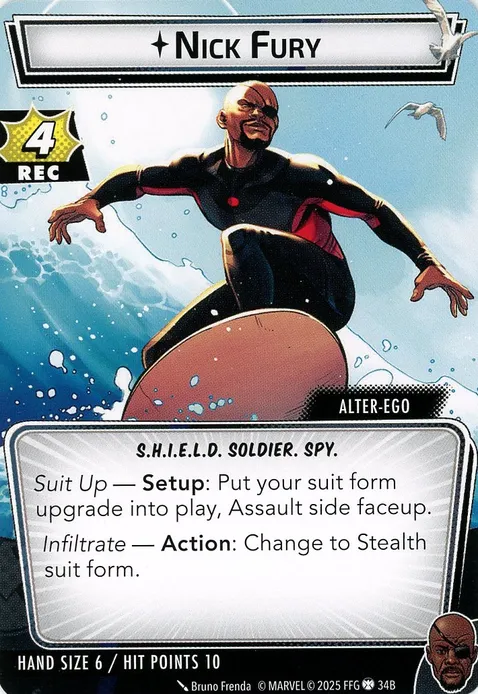 Nick Fury
4
REC
ALTER-EGO
S.H.I.E.L.D. SOLDIER. SPY.
Suit Up — Setup: Put your suit form
upgrade into play, Assault side faceup.
Infiltrate — Action: Change to Stealth
suit form.
HAND SIZE 6 / HIT POINTS 10
Bruno Frenda © MARVEL © 2025 FFG 34B